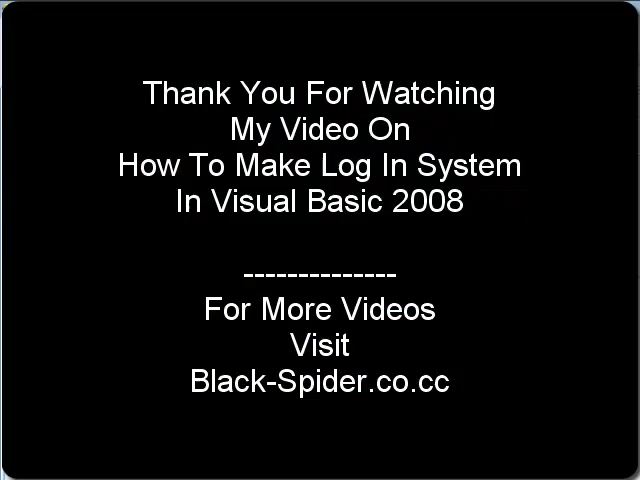 Thank You For Watching
My Video On
How To Make Log In System
In Visual Basic 2008
--------------
For More Videos
Visit
Black-Spider.co.cc